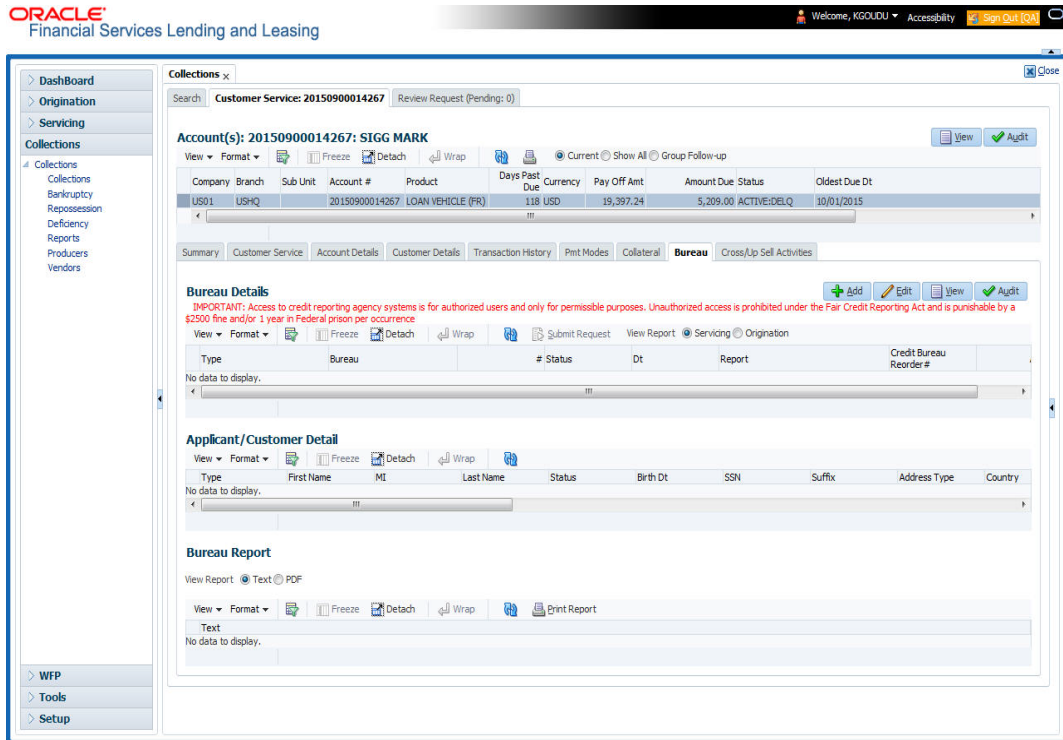 ORACLE'
Financial Services Lending and Leasing
Welcome, KGOUDU Accessibility Sign Out [QA]
Close
DashBoard
Origination
Servicing
Collections
Collections
Collections
Bankruptcy
Repossession
Deficiency
Reports
Producers
Vendors
WFP
Tools
Setup
Collections x
Search Customer Service: 20150900014267 Review Request (Pending: 0)
Account(s): 20150900014267: SIGG MARK
View Audit
View Format Freeze Detach Wrap Current Show All Group Follow-up
Company Branch Sub Unit Account # Product Days Past Due Currency Pay Off Amt Amount Due Status Oldest Due Dt
US01 USHQ 20150900014267 LOAN VEHICLE (FR) 118 USD 19,397.24 5,209.00 ACTIVE:DELQ 10/01/2015
Summary Customer Service Account Details Customer Details Transaction History Pmt Modes Collateral Bureau Cross/Up Sell Activities
Bureau Details
Add Edit View Audit
IMPORTANT: Access to credit reporting agency systems is for authorized users and only for permissible purposes. Unauthorized access is prohibited under the Fair Credit Reporting Act and is punishable by a
$2500 fine and/or 1 year in Federal prison per occurrence
View Format Freeze Detach Wrap Submit Request View Report Servicing Origination
Type Bureau # Status Dt Report Credit Bureau Reorder#
No data to display.
Applicant/Customer Detail
View Format Freeze Detach Wrap
Type First Name MI Last Name Status Birth Dt SSN Suffix Address Type Country
No data to display.
Bureau Report
View Report Text PDF
View Format Freeze Detach Wrap Print Report
Text
No data to display.